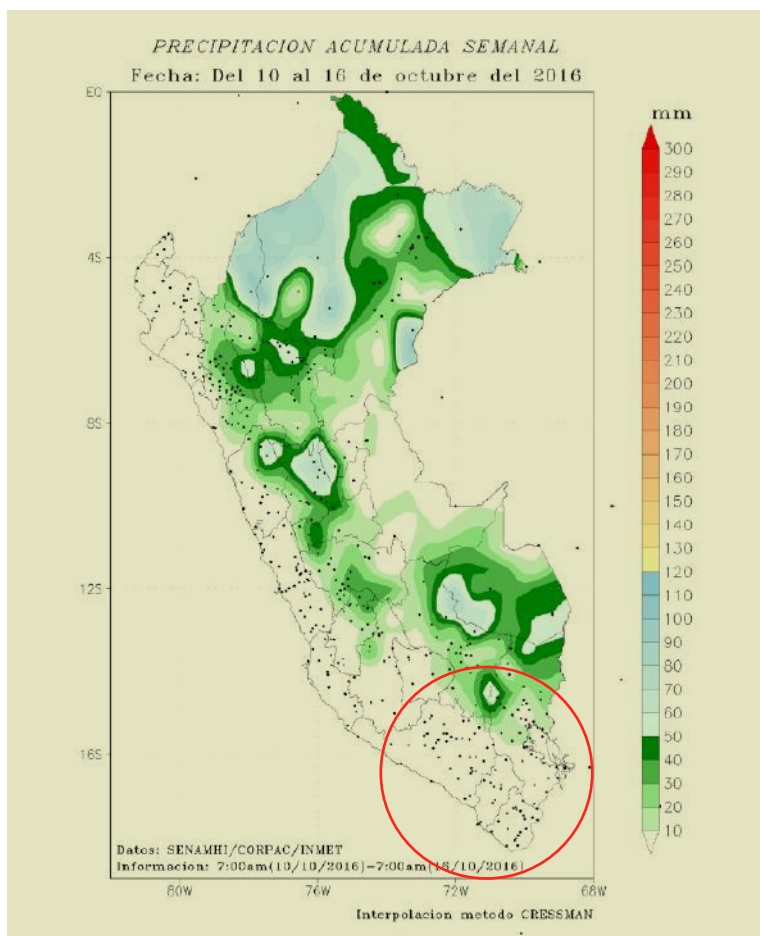 PRECIPITACION ACUMULADA SEMANAL
Fecha: Del 10 al 16 de octubre del 2016
EQ
4S
8S
12S
16S
80W
76W
72W
68W
mm
300
290
280
270
260
250
240
230
220
210
200
190
180
170
160
150
140
130
120
110
100
90
80
70
60
50
40
30
20
10
Datos: SENAMHI/CORPAC/INMET
Informacion: 7:00am(10/10/2016)-7:00am(16/10/2016)
Interpolacion metodo CRESSMAN